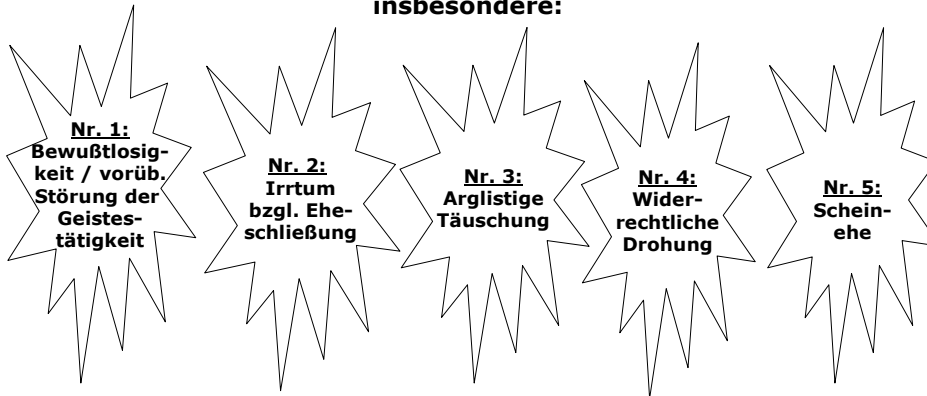 insbesondere:
Nr. 1:
Bewußtlosig-
keit / vorüb.
Störung der
Geistes-
tätigkeit
Nr. 2:
Irrtum
bzgl. Ehe-
schließung
Nr. 3:
Arglistige
Täuschung
Nr. 4:
Wider-
rechtliche
Drohung
Nr. 5:
Schein-
ehe